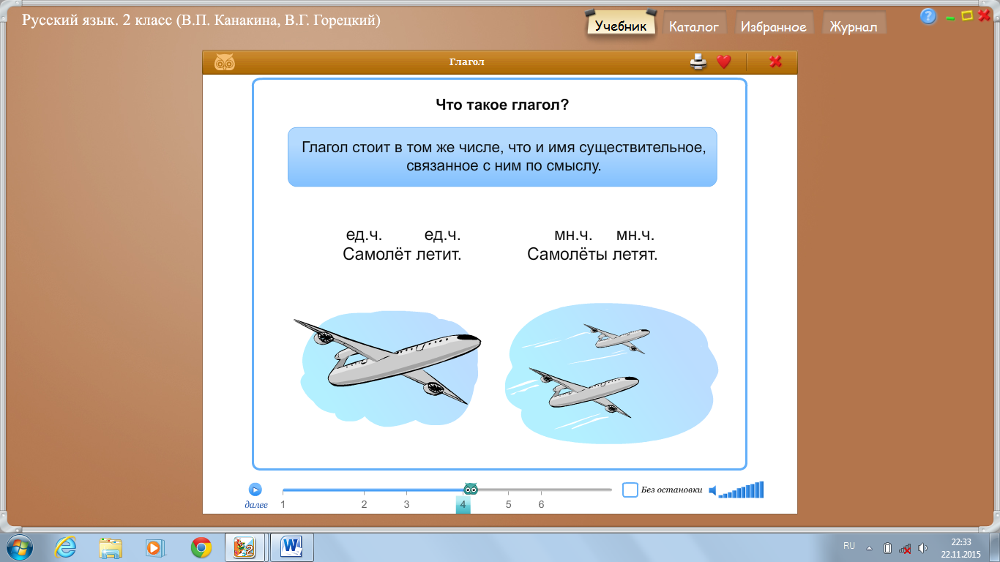 Русский язык. 2 класс (В.П. Канакина, В.Г. Горецкий)
Учебник
Каталог
Избранное
Журнал
?
Глагол
Что такое глагол?
Глагол стоит в том же числе, что и имя существительное,
связанное с ним по смыслу.
ед.ч. ед.ч.
Самолёт летит.
мн.ч. мн.ч.
Самолёты летят.
далее
1 2 3 4 5 6
Без остановки
2
W
RU
22:33
22.11.2015